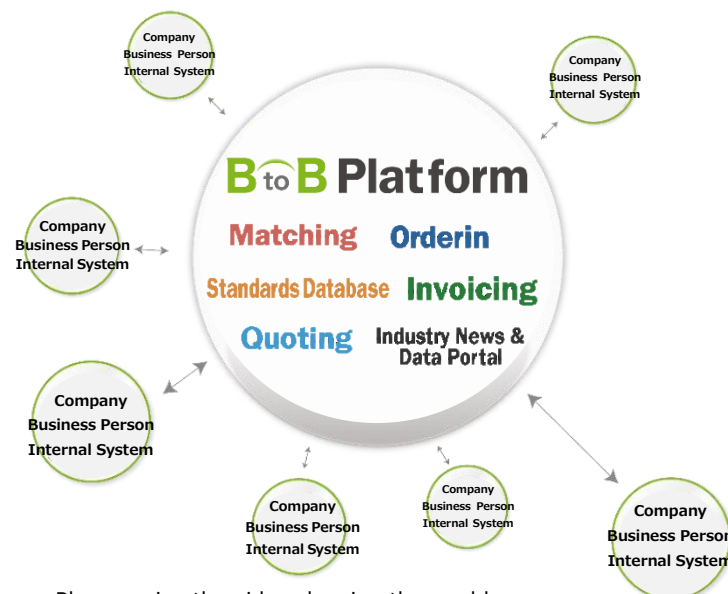 Company
Business Person
Internal System
Company
Business Person
Internal System
BtoB Platform
Matching
Orderin
Company
Business Person
Internal System
Standards Database
Invoicing
Quoting
Industry News &
Data Portal
Company
Business Person
Internal System
Company
Business Person
Internal System
Company
Business Person
Internal System
Company
Business Person
Internal System